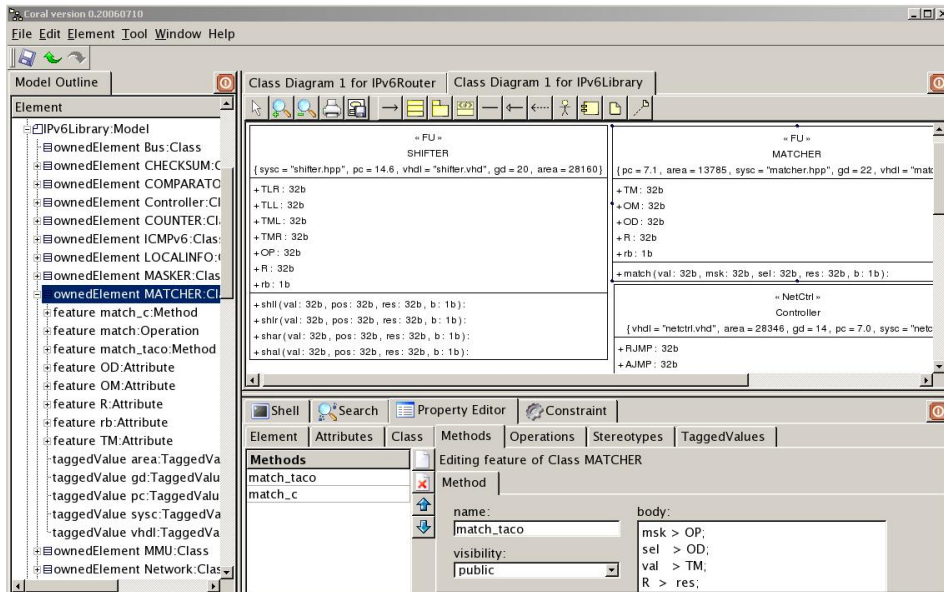 Coral version 0.20060710
File Edit Element Tool Window Help
Model Outline
Element
IPv6Library:Model
ownedElement Bus:Class
ownedElement CHECKSUM:C
ownedElement COMPARATO
ownedElement Controller:Cl
ownedElement COUNTER:Cl
ownedElement ICMPv6:Clas
ownedElement LOCALINFO:
ownedElement MASKER:Clas
ownedElement MATCHER:Cl
feature match_c:Method
feature match:Operation
feature match_taco:Method
feature OD:Attribute
feature OM:Attribute
feature R:Attribute
feature rb:Attribute
feature TM:Attribute
taggedValue area:TaggedVa
taggedValue gd:TaggedValu
taggedValue pc:TaggedValu
taggedValue sysc:TaggedVa
taggedValue vhdl:TaggedVa
ownedElement MMU:Class
ownedElement Network:Clas
Class Diagram 1 for IPv6Router Class Diagram 1 for IPv6Library
« FU »
SHIFTER
{ sysc = "shifter.hpp", pc = 14.6, vhdl = "shifter.vhd", gd = 20, area = 28160}
+ TLR : 32b
+ TLL : 32b
+ TML : 32b
+ TMR : 32b
+ OP : 32b
+ R : 32b
+ rb : 1b
+ shll (val : 32b, pos : 32b, res : 32b, b : 1b) :
+ shlr (val : 32b, pos : 32b, res : 32b, b : 1b) :
+ shar (val : 32b, pos : 32b, res : 32b, b : 1b) :
+ shal (val : 32b, pos : 32b, res : 32b, b : 1b) :
« FU »
MATCHER
{ pc = 7.1, area = 13785, sysc = "matcher.hpp", gd = 22, vhdl = "matc
+ TM : 32b
+ OM : 32b
+ OD : 32b
+ R : 32b
+ rb : 1b
+ match (val : 32b, msk : 32b, sel : 32b, res : 32b, b : 1b) :
« NetCtrl »
Controller
{ vhdl = "netctrl.vhd", area = 28346, gd = 14, pc = 7.0, sysc = "netc
+ RJMP : 32b
+ AJMP : 32b
Shell Search Property Editor Constraint
Element Attributes Class Methods Operations Stereotypes TaggedValues
Methods
match_taco
match_c
Editing feature of Class MATCHER
Method
name:
match_taco
visibility:
public
body:
msk > OP;
sel > OD;
val > TM;
R > res;